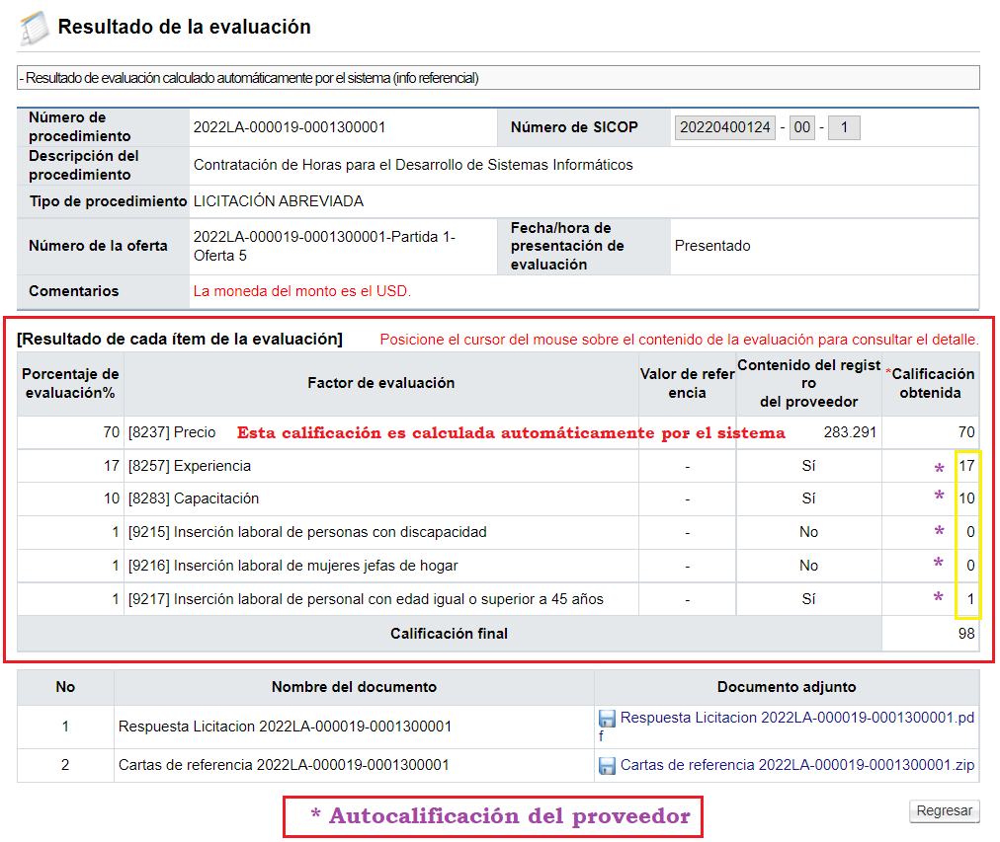 Resultado de la evaluación
- Resultado de evaluación calculado automáticamente por el sistema (info referencial)
Número de
procedimiento
2022LA-000019-0001300001
Número de SICOP
20220400124 - 00 - 1
Descripción del
procedimiento
Contratación de Horas para el Desarrollo de Sistemas Informáticos
Tipo de procedimiento
LICITACIÓN ABREVIADA
Número de la oferta
2022LA-000019-0001300001-Partida 1-
Oferta 5
Fecha/hora de
presentación de
evaluación
Presentado
Comentarios
La moneda del monto es el USD.
[Resultado de cada ítem de la evaluación]
Posicione el cursor del mouse sobre el contenido de la evaluación para consultar el detalle.
Porcentaje de
evaluación%
Factor de evaluación
Valor de refer
encia
Contenido del regist
ro
del proveedor
*Calificación
obtenida
70 [8237] Precio Esta calificación es calculada automáticamente por el sistema - 283.291 70
17 [8257] Experiencia - Sí * 17
10 [8283] Capacitación - Sí * 10
1 [9215] Inserción laboral de personas con discapacidad - No * 0
1 [9216] Inserción laboral de mujeres jefas de hogar - No * 0
1 [9217] Inserción laboral de personal con edad igual o superior a 45 años - Sí * 1
Calificación final 98
No Nombre del documento Documento adjunto
1 Respuesta Licitacion 2022LA-000019-0001300001
Respuesta Licitacion 2022LA-000019-0001300001.pd
f
2 Cartas de referencia 2022LA-000019-0001300001 Cartas de referencia 2022LA-000019-0001300001.zip
* Autocalificación del proveedor
Regresar